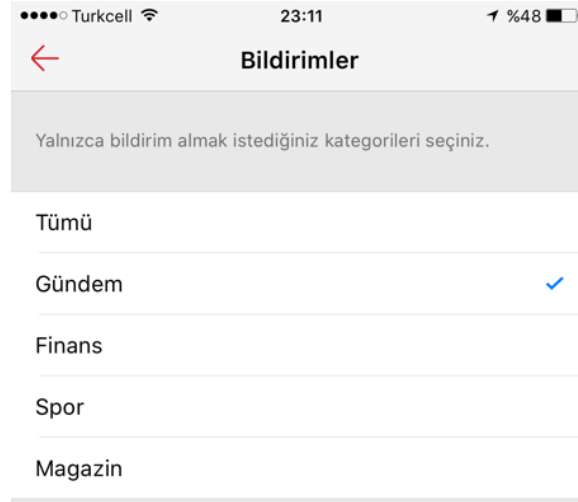 Turkcell 23:11 %48
Bildirimler
Yalnızca bildirim almak istediğiniz kategorileri seçiniz.
Tümü
Gündem
Finans
Spor
Magazin